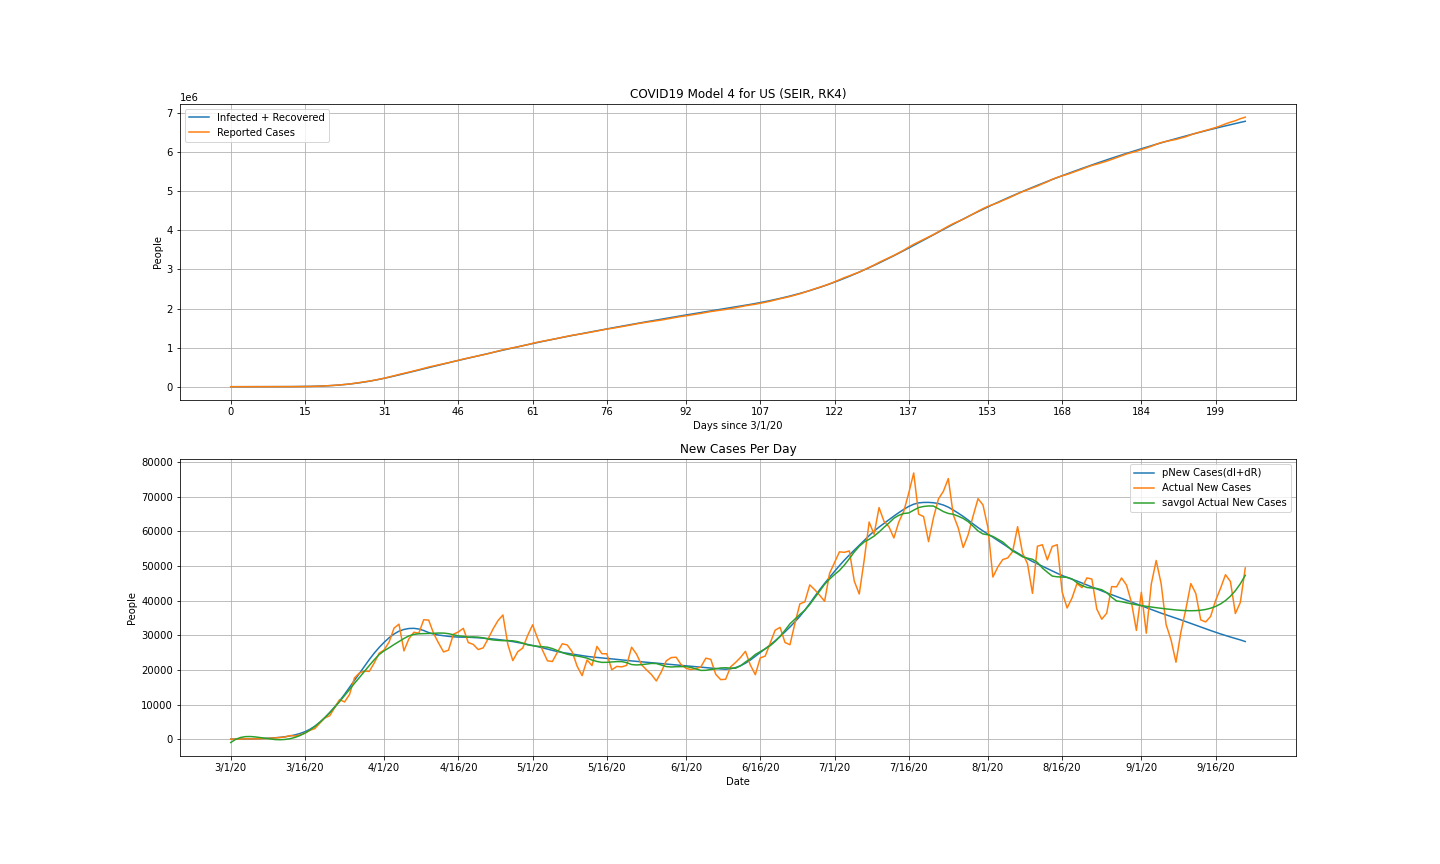 COVID19 Model 4 for US (SEIR, RK4)
1e6
Infected + Recovered
Reported Cases
People
7
6
5
4
3
2
1
0
0 15 31 46 61 76 92 107 122 137 153 168 184 199
Days since 3/1/20
New Cases Per Day
pNew Cases(dI+dR)
Actual New Cases
savgol Actual New Cases
People
80000
70000
60000
50000
40000
30000
20000
10000
0
3/1/20 3/16/20 4/1/20 4/16/20 5/1/20 5/16/20 6/1/20 6/16/20 7/1/20 7/16/20 8/1/20 8/16/20 9/1/20 9/16/20
Date